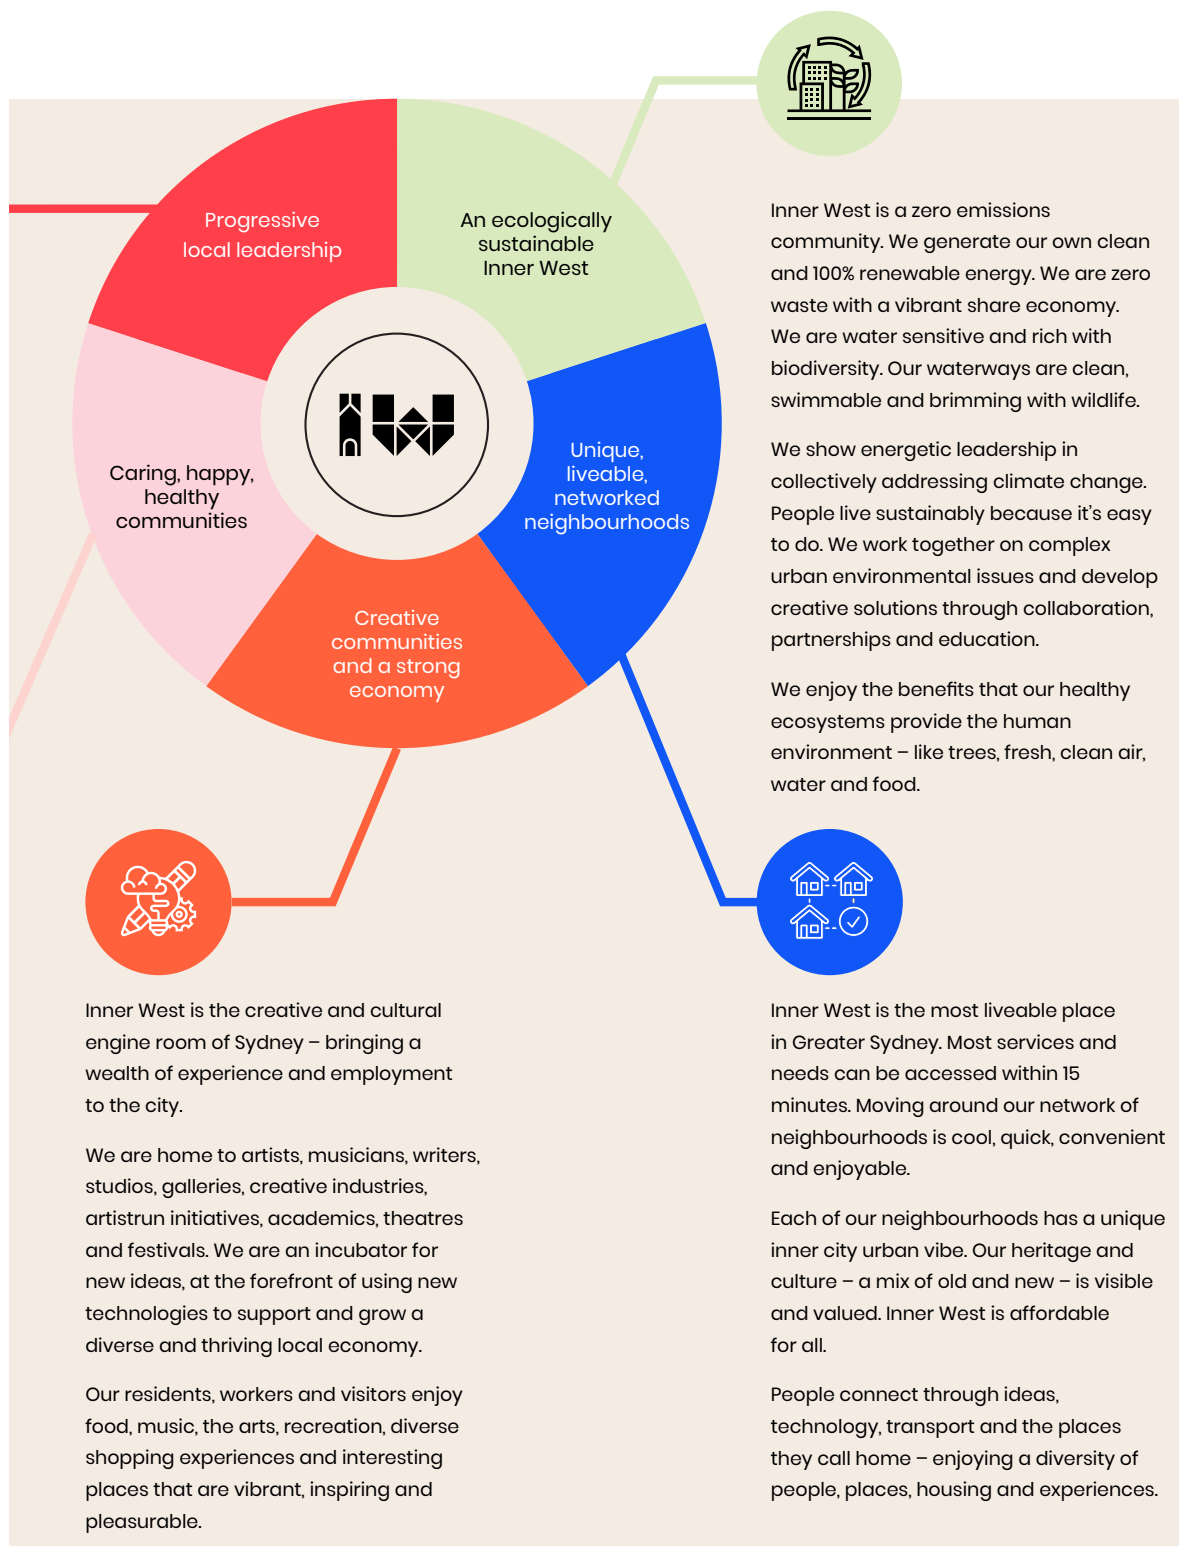 Progressive
local leadership
An ecologically
sustainable
Inner West
Caring, happy,
healthy
communities
IW
Unique,
liveable,
networked
neighbourhoods
Creative
communities
and a strong
economy
Inner West is a zero emissions
community. We generate our own clean
and 100% renewable energy. We are zero
waste with a vibrant share economy.
We are water sensitive and rich with
biodiversity. Our waterways are clean,
swimmable and brimming with wildlife.
We show energetic leadership in
collectively addressing climate change.
People live sustainably because it’s easy
to do. We work together on complex
urban environmental issues and develop
creative solutions through collaboration,
partnerships and education.
We enjoy the benefits that our healthy
ecosystems provide the human
environment – like trees, fresh, clean air,
water and food.
Inner West is the creative and cultural
engine room of Sydney – bringing a
wealth of experience and employment
to the city.
We are home to artists, musicians, writers,
studios, galleries, creative industries,
artistrun initiatives, academics, theatres
and festivals. We are an incubator for
new ideas, at the forefront of using new
technologies to support and grow a
diverse and thriving local economy.
Our residents, workers and visitors enjoy
food, music, the arts, recreation, diverse
shopping experiences and interesting
places that are vibrant, inspiring and
pleasurable.
Inner West is the most liveable place
in Greater Sydney. Most services and
needs can be accessed within 15
minutes. Moving around our network of
neighbourhoods is cool, quick, convenient
and enjoyable.
Each of our neighbourhoods has a unique
inner city urban vibe. Our heritage and
culture – a mix of old and new – is visible
and valued. Inner West is affordable
for all.
People connect through ideas,
technology, transport and the places
they call home – enjoying a diversity of
people, places, housing and experiences.